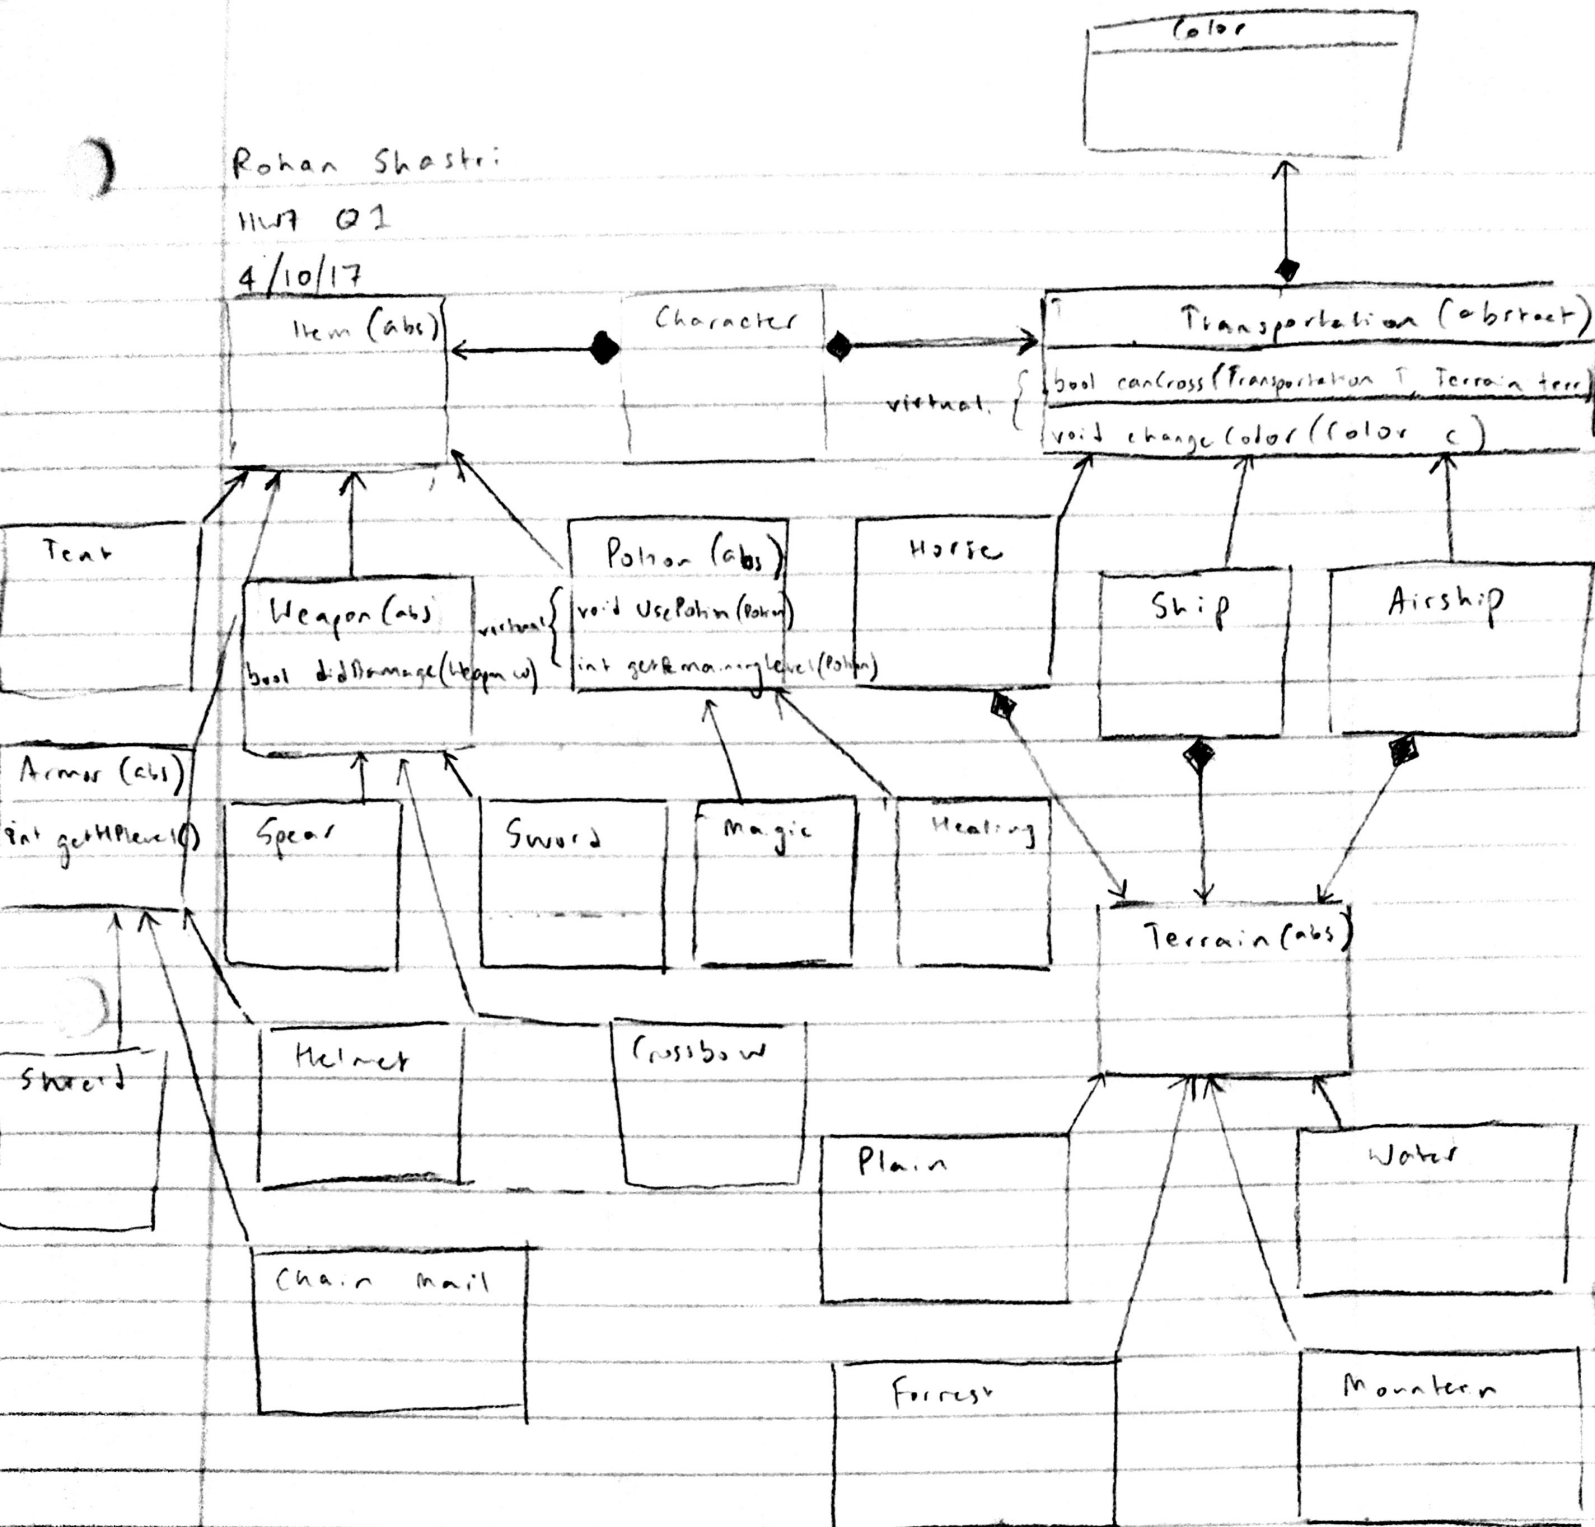 Color
Rohan Shastri
HW7 Q1
4/10/17
Item (abs)
Character
Transportation (abstract)
bool canCross(Transportation T, Terrain terr)
virtual
void changeColor(Color c)
Tent
Weapon (abs)
bool didDamage(Weapon w)
Potion (abs)
virtual
void UsePotion(Potion)
int getRemainingLevel(Potion)
Horse
Ship
Airship
Armor (abs)
int getHPlevel()
Spear
Sword
Magic
Healing
Terrain (abs)
Sheild
Helmet
Crossbow
Plain
Water
Chain Mail
Forrest
Mountain